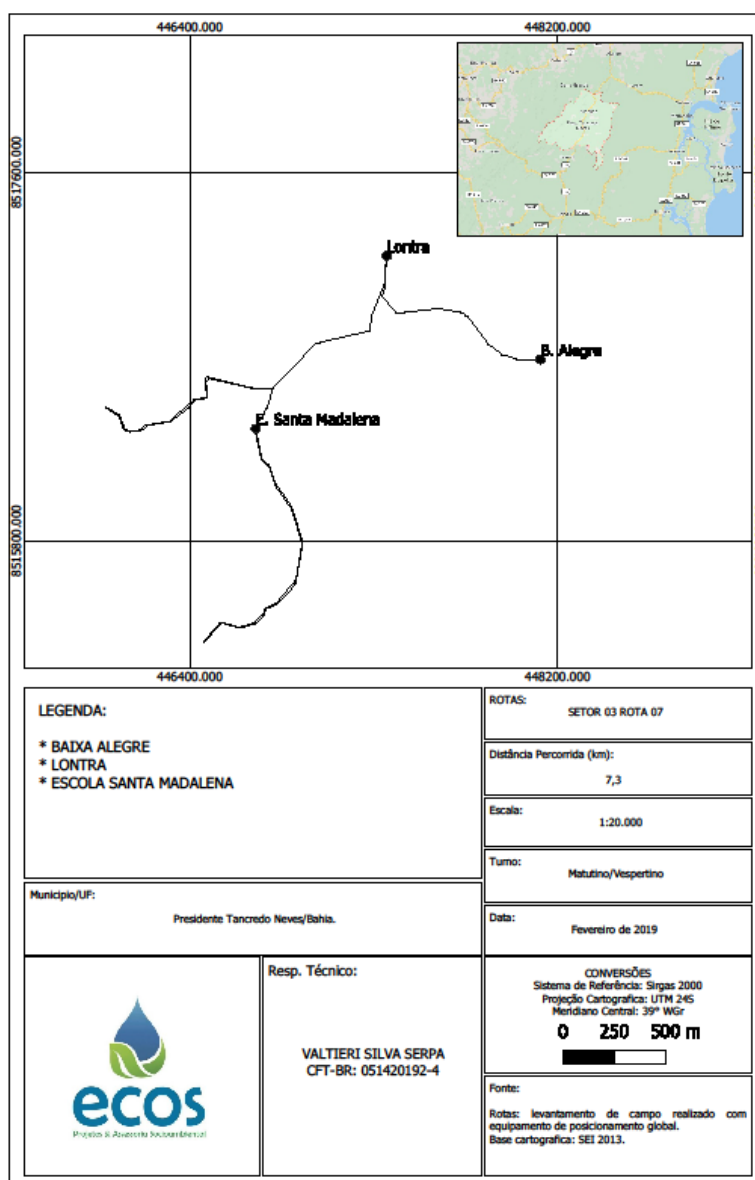 446400.000
448200.000
8517600.000
Lontra
B. Alegre
E. Santa Madalena
8515800.000
446400.000
448200.000
LEGENDA:
* BAIXA ALEGRE
* LONTRA
* ESCOLA SANTA MADALENA
ROTAS:
SETOR 03 ROTA 07
Distância Percorrida (km):
7,3
Escala:
1:20.000
Turno:
Matutino/Vespertino
Município/UF:
Presidente Tancredo Neves/Bahia.
Data:
Fevereiro de 2019
ecos
Projetos & Assessoria Socioambiental
Resp. Técnico:
VALTIERI SILVA SERPA
CFT-BR: 051420192-4
CONVERSÕES
Sistema de Referência: Sirgas 2000
Projeção Cartografica: UTM 24S
Meridiano Central: 39° WGr
0 250 500 m
Fonte:
Rotas: levantamento de campo realizado com
equipamento de posicionamento global.
Base cartografica: SEI 2013.